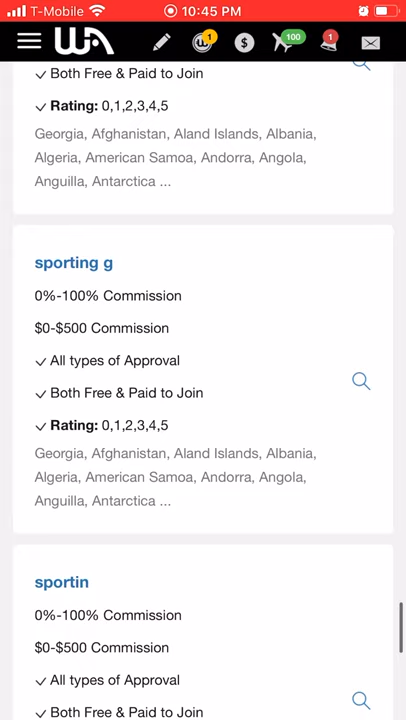 T-Mobile 10:45 PM
WA 1 $ 100 1
Both Free & Paid to Join
Rating: 0,1,2,3,4,5
Georgia, Afghanistan, Aland Islands, Albania,
Algeria, American Samoa, Andorra, Angola,
Anguilla, Antarctica ...
sporting g
0%-100% Commission
$0-$500 Commission
All types of Approval
Both Free & Paid to Join
Rating: 0,1,2,3,4,5
Georgia, Afghanistan, Aland Islands, Albania,
Algeria, American Samoa, Andorra, Angola,
Anguilla, Antarctica ...
sportin
0%-100% Commission
$0-$500 Commission
All types of Approval
Both Free & Paid to Join